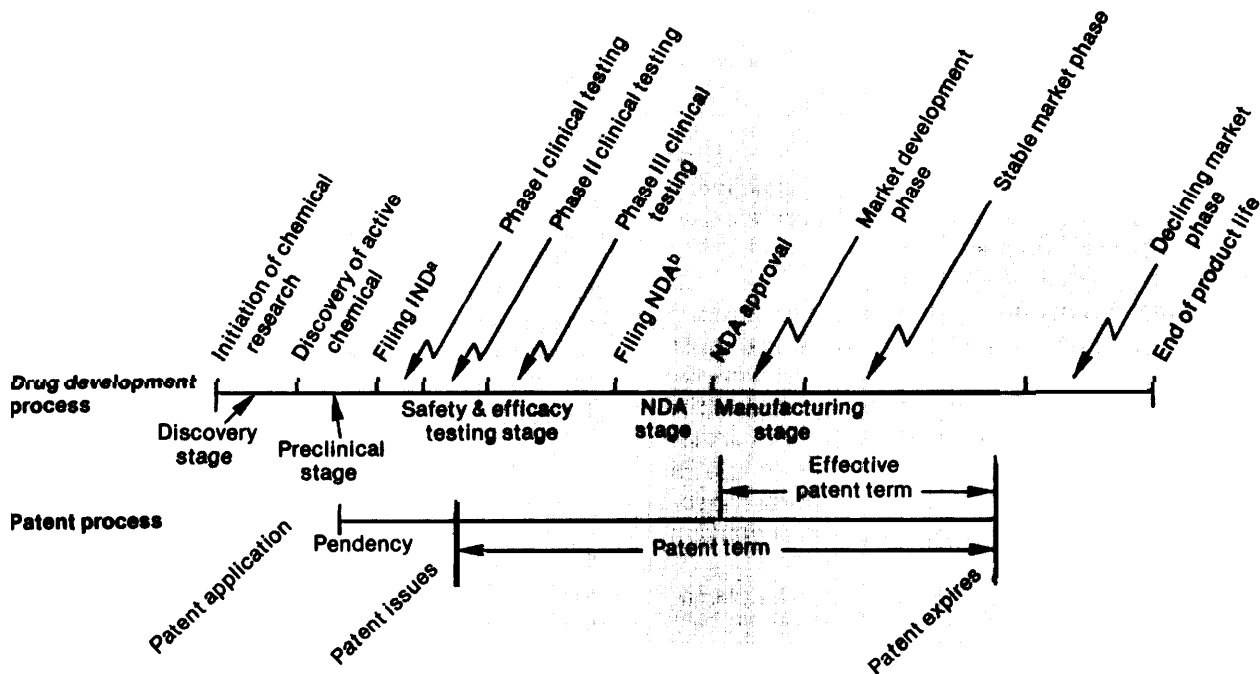 Initiation of chemical
research
Discovery of active
chemical
Filing INDᵃ
Phase I clinical testing
Phase II clinical testing
Phase III clinical
testing
Filing NDAᵇ
NDA approval
Market development
phase
Stable market phase
Declining market
phase
End of product life
Drug development
process
Discovery
stage
Preclinical
stage
Safety & efficacy
testing stage
NDA
stage
Manufacturing
stage
Effective
patent term
Patent process
Pendency
Patent term
Patent application
Patent issues
Patent expires